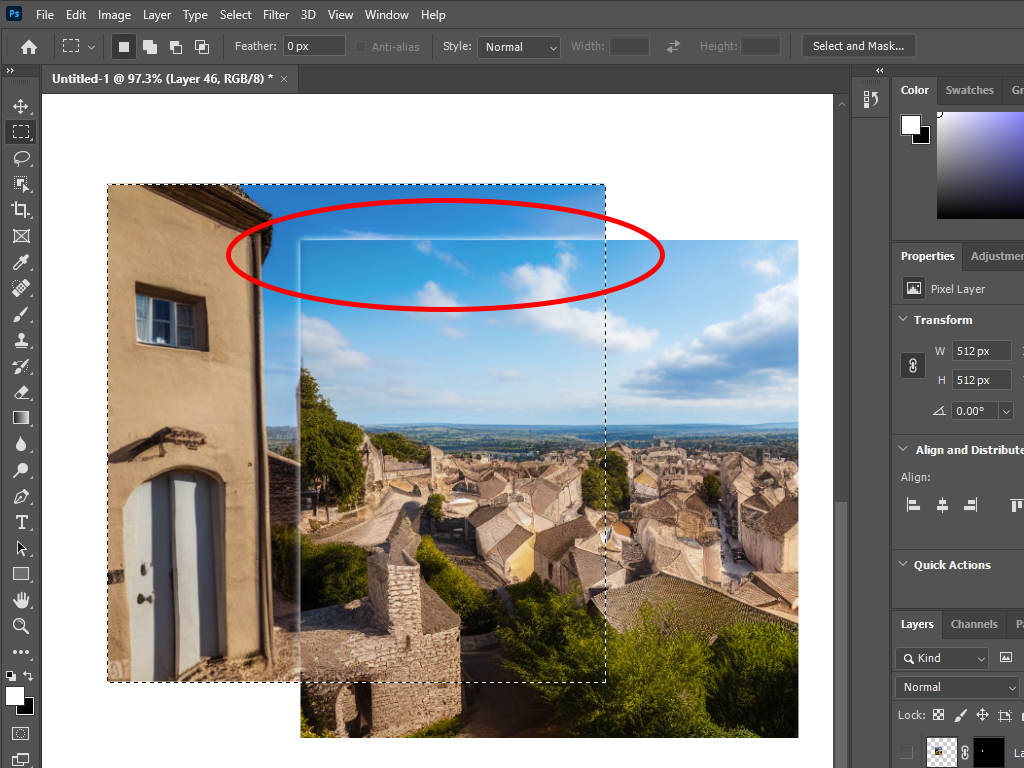 Ps File Edit Image Layer Type Select Filter 3D View Window Help
Feather: 0 px Anti-alias Style: Normal Width: Height: Select and Mask...
Untitled-1 @ 97.3% (Layer 46, RGB/8) * ×
Color Swatches Gr
Properties Adjustmen
Pixel Layer
Transform
W 512 px
H 512 px
0.00°
Align and Distribute
Align:
Quick Actions
Layers Channels Pa
Kind
Normal
Lock:
La